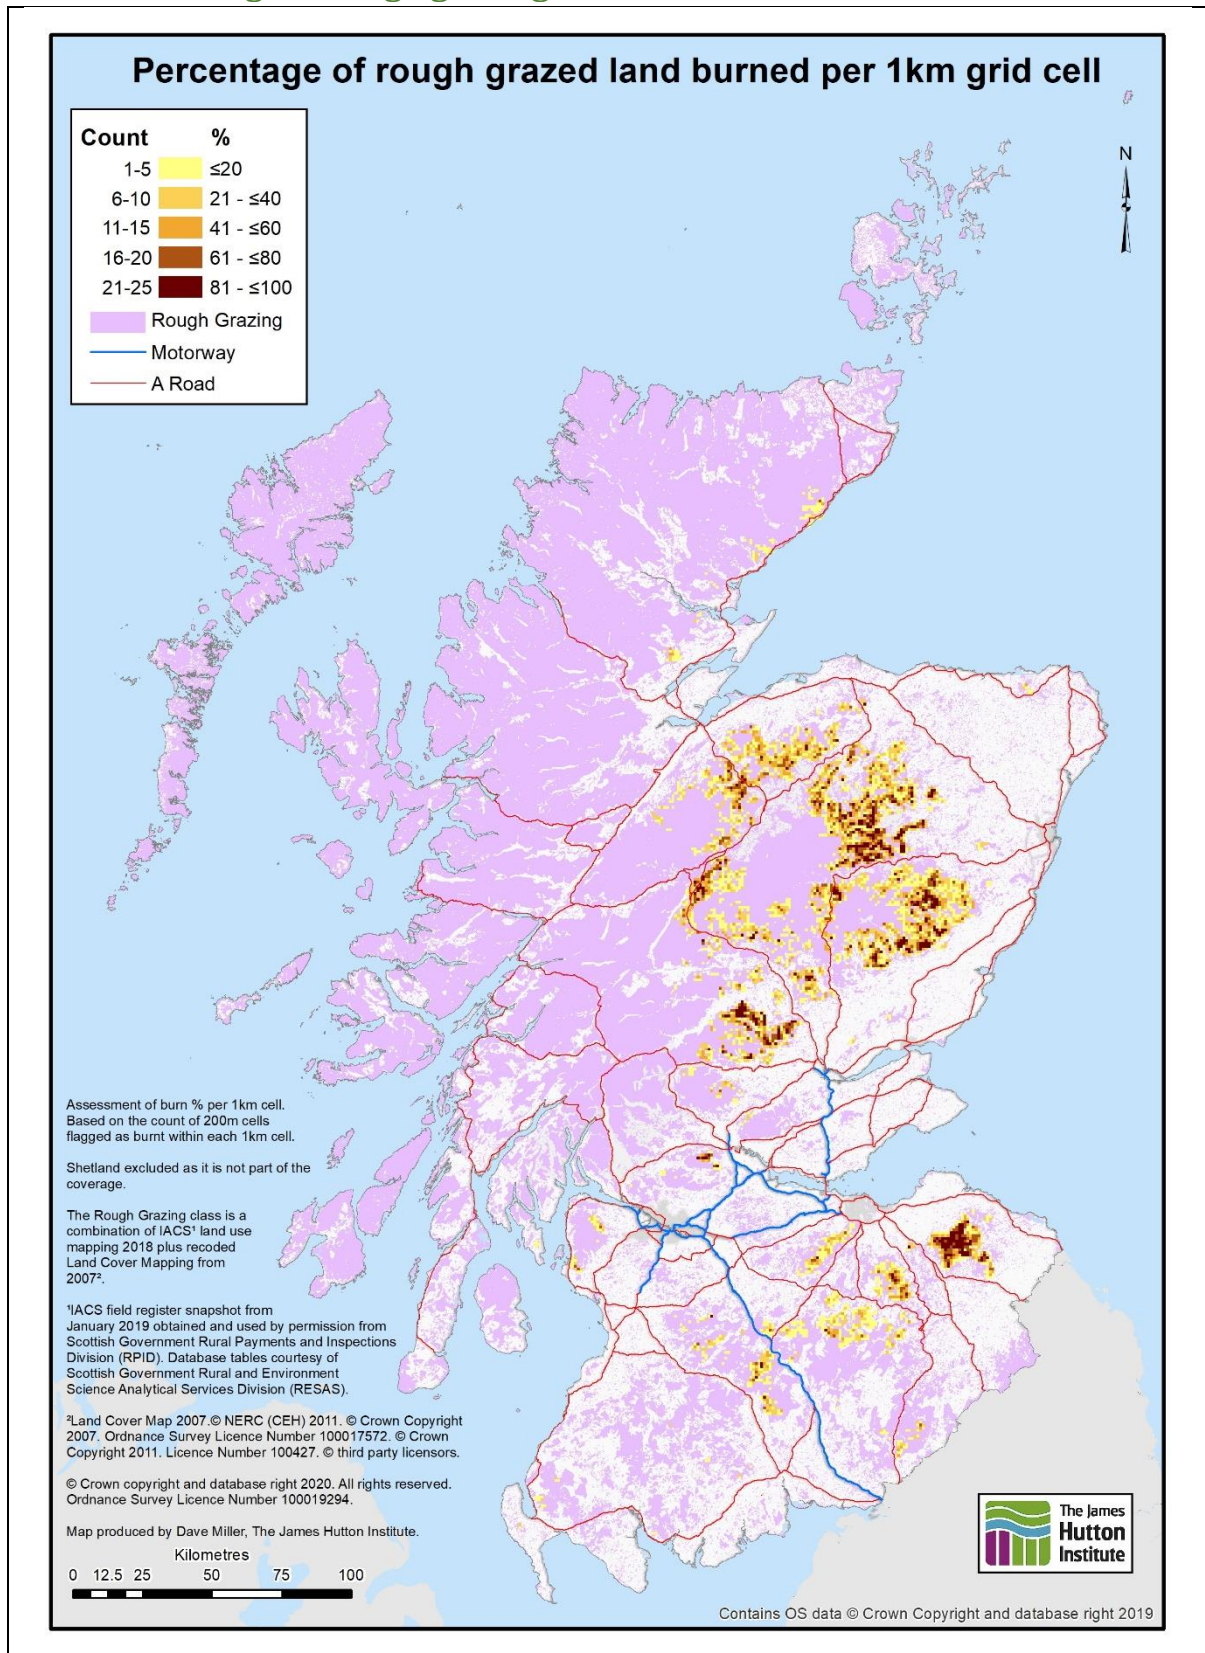 Percentage of rough grazed land burned per 1km grid cell
Count %
1-5 ≤20
6-10 21 - ≤40
11-15 41 - ≤60
16-20 61 - ≤80
21-25 81 - ≤100
Rough Grazing
Motorway
A Road
N
Assessment of burn % per 1km cell.
Based on the count of 200m cells
flagged as burnt within each 1km cell.
Shetland excluded as it is not part of the
coverage.
The Rough Grazing class is a
combination of IACS¹ land use
mapping 2018 plus recoded
Land Cover Mapping from
2007².
¹IACS field register snapshot from
January 2019 obtained and used by permission from
Scottish Government Rural Payments and Inspections
Division (RPID). Database tables courtesy of
Scottish Government Rural and Environment
Science Analytical Services Division (RESAS).
²Land Cover Map 2007.© NERC (CEH) 2011. © Crown Copyright
2007. Ordnance Survey Licence Number 100017572. © Crown
Copyright 2011. Licence Number 100427. © third party licensors.
© Crown copyright and database right 2020. All rights reserved.
Ordnance Survey Licence Number 100019294.
Map produced by Dave Miller, The James Hutton Institute.
Kilometres
0 12.5 25 50 75 100
The James
Hutton
Institute
Contains OS data © Crown Copyright and database right 2019